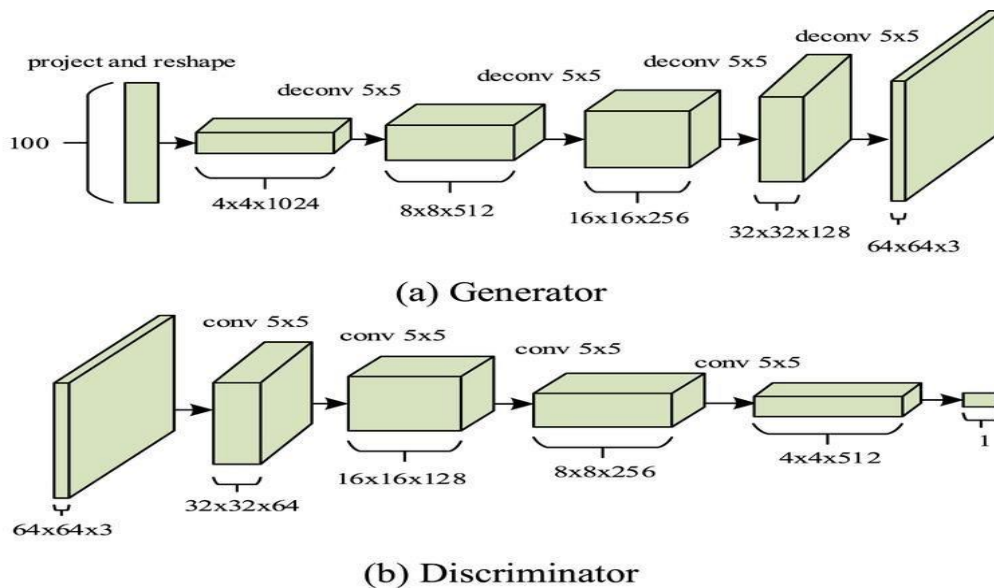 project and reshape
100
deconv 5x5
deconv 5x5
deconv 5x5
deconv 5x5
4x4x1024
8x8x512
16x16x256
32x32x128
64x64x3
(a) Generator
conv 5x5
conv 5x5
conv 5x5
conv 5x5
64x64x3
32x32x64
16x16x128
8x8x256
4x4x512
1
(b) Discriminator